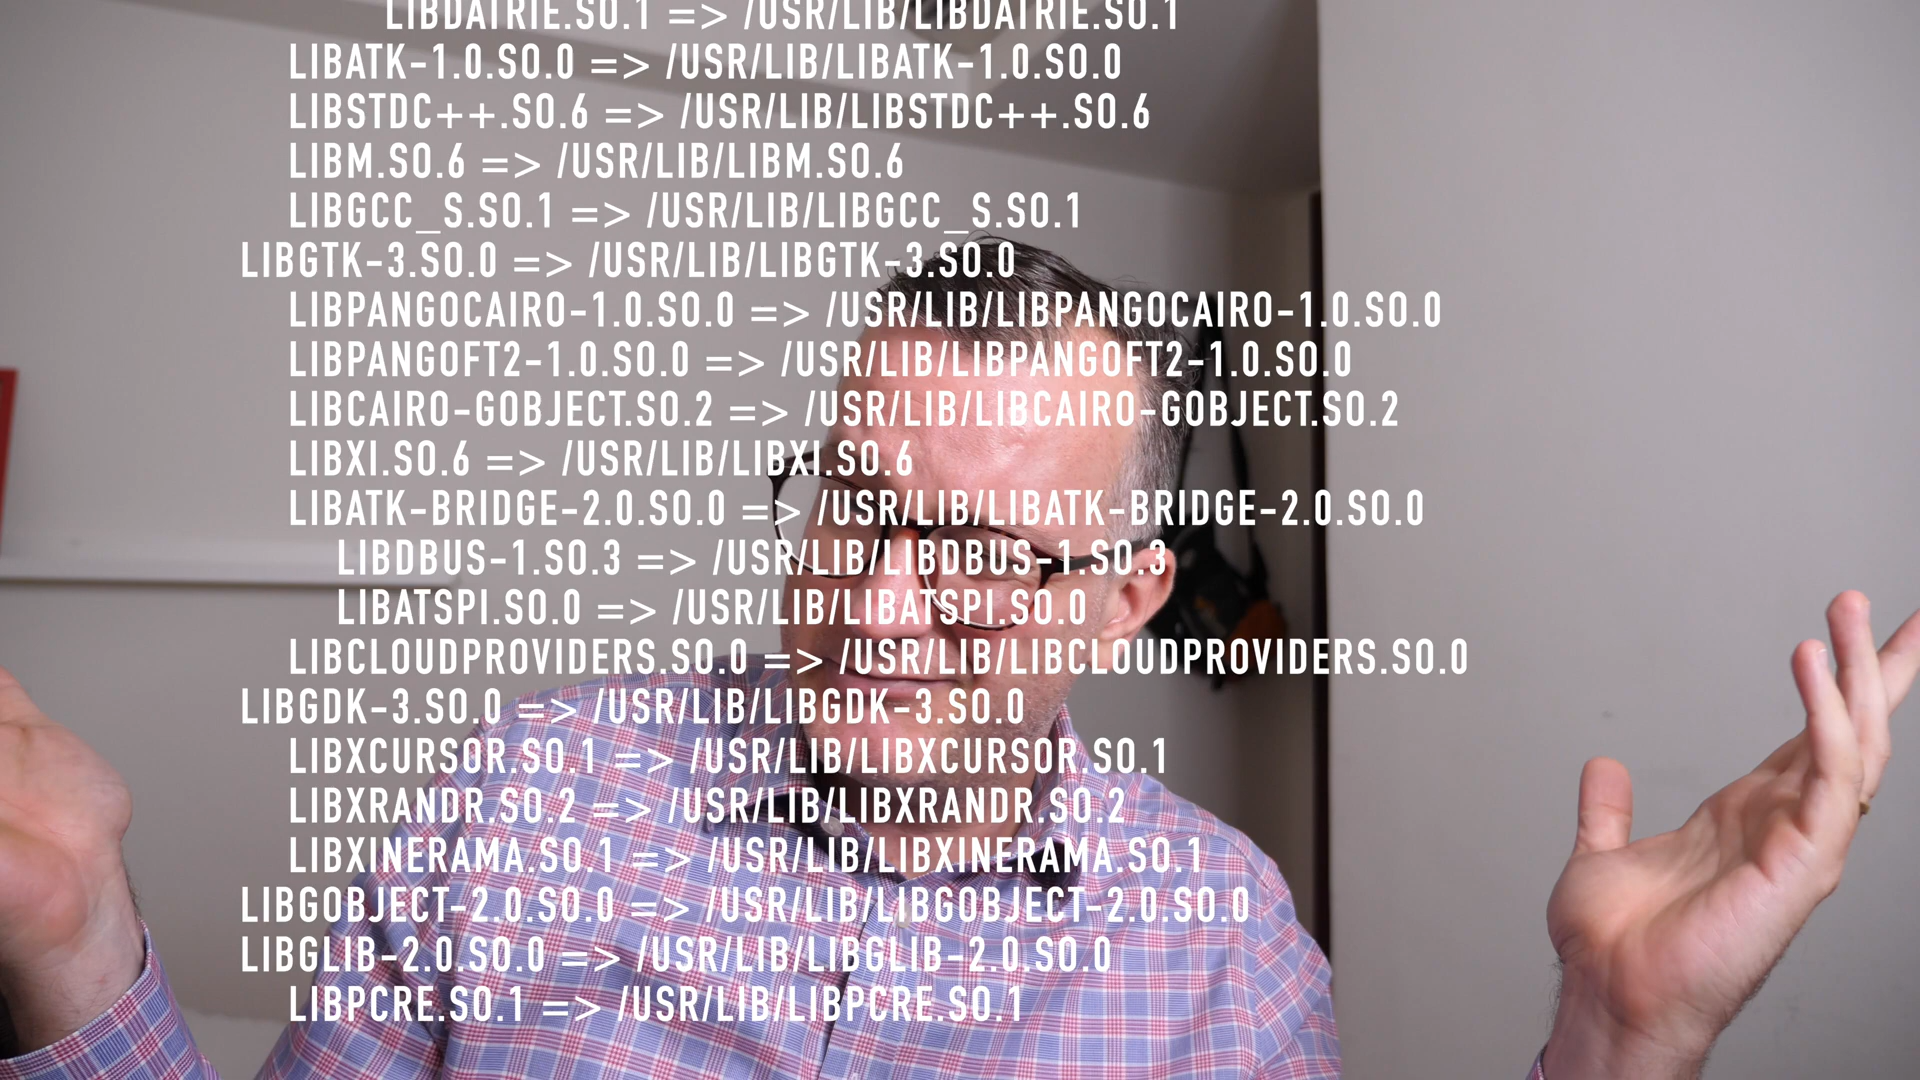 LIBDATRIE.SO.1 => /USR/LIB/LIBDATRIE.SO.1
LIBATK-1.0.SO.0 => /USR/LIB/LIBATK-1.0.SO.0
LIBSTDC++.SO.6 => /USR/LIB/LIBSTDC++.SO.6
LIBM.SO.6 => /USR/LIB/LIBM.SO.6
LIBGCC_S.SO.1 => /USR/LIB/LIBGCC_S.SO.1
LIBGTK-3.SO.0 => /USR/LIB/LIBGTK-3.SO.0
LIBPANGOCAIRO-1.0.SO.0 => /USR/LIB/LIBPANGOCAIRO-1.0.SO.0
LIBPANGOFT2-1.0.SO.0 => /USR/LIB/LIBPANGOFT2-1.0.SO.0
LIBCAIRO-GOBJECT.SO.2 => /USR/LIB/LIBCAIRO-GOBJECT.SO.2
LIBXI.SO.6 => /USR/LIB/LIBXI.SO.6
LIBATK-BRIDGE-2.0.SO.0 => /USR/LIB/LIBATK-BRIDGE-2.0.SO.0
LIBDBUS-1.SO.3 => /USR/LIB/LIBDBUS-1.SO.3
LIBATSPI.SO.0 => /USR/LIB/LIBATSPI.SO.0
LIBCLOUDPROVIDERS.SO.0 => /USR/LIB/LIBCLOUDPROVIDERS.SO.0
LIBGDK-3.SO.0 => /USR/LIB/LIBGDK-3.SO.0
LIBXCURSOR.SO.1 => /USR/LIB/LIBXCURSOR.SO.1
LIBXRANDR.SO.2 => /USR/LIB/LIBXRANDR.SO.2
LIBXINERAMA.SO.1 => /USR/LIB/LIBXINERAMA.SO.1
LIBGOBJECT-2.0.SO.0 => /USR/LIB/LIBGOBJECT-2.0.SO.0
LIBGLIB-2.0.SO.0 => /USR/LIB/LIBGLIB-2.0.SO.0
LIBPCRE.SO.1 => /USR/LIB/LIBPCRE.SO.1